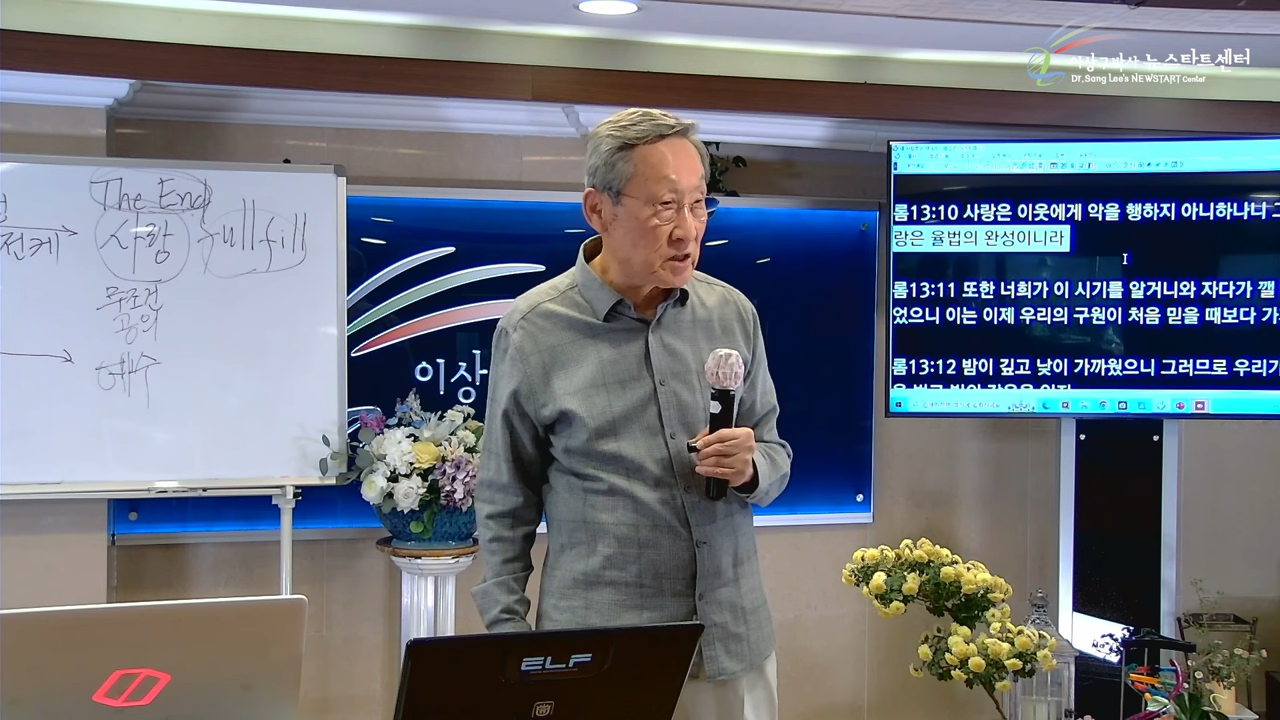 이상구박사 뉴스타트센터
Dr. Sang Lee's NEWSTART Center
The End
전케
사랑
fullfill
무조건
공의
예수
이상
롬13:10 사랑은 이웃에게 악을 행하지 아니하나니
랑은 율법의 완성이니라
롬13:11 또한 너희가 이 시기를 알거니와 자다가 깰
었으니 이는 이제 우리의 구원이 처음 믿을 때보다
롬13:12 밤이 깊고 낮이 가까웠으니 그러므로 우리가
ELF